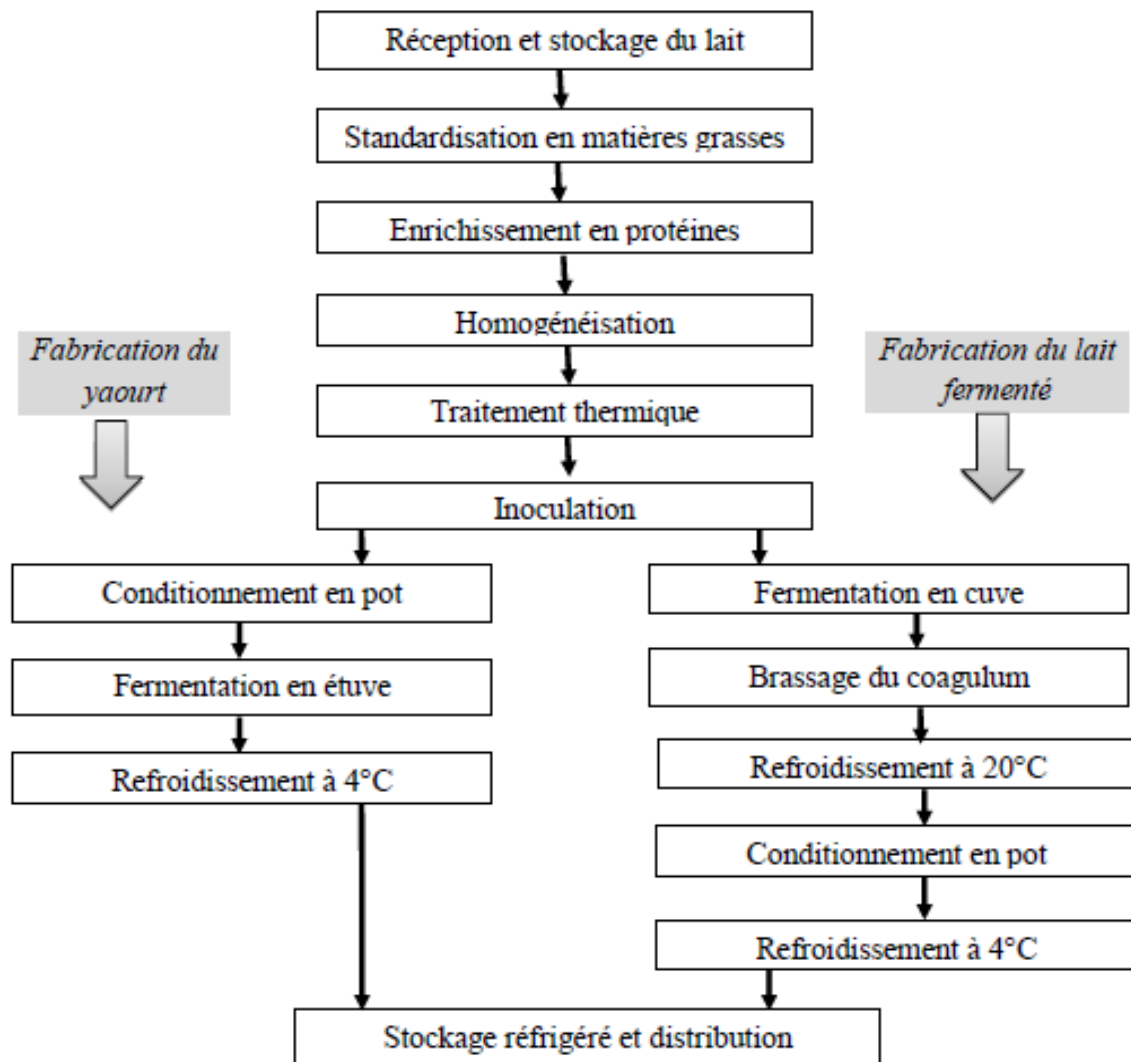 Réception et stockage du lait
Standardisation en matières grasses
Enrichissement en protéines
Homogénéisation
Fabrication du
yaourt
Fabrication du lait
fermenté
Traitement thermique
Inoculation
Conditionnement en pot
Fermentation en étuve
Refroidissement à 4°C
Fermentation en cuve
Brassage du coagulum
Refroidissement à 20°C
Conditionnement en pot
Refroidissement à 4°C
Stockage réfrigéré et distribution